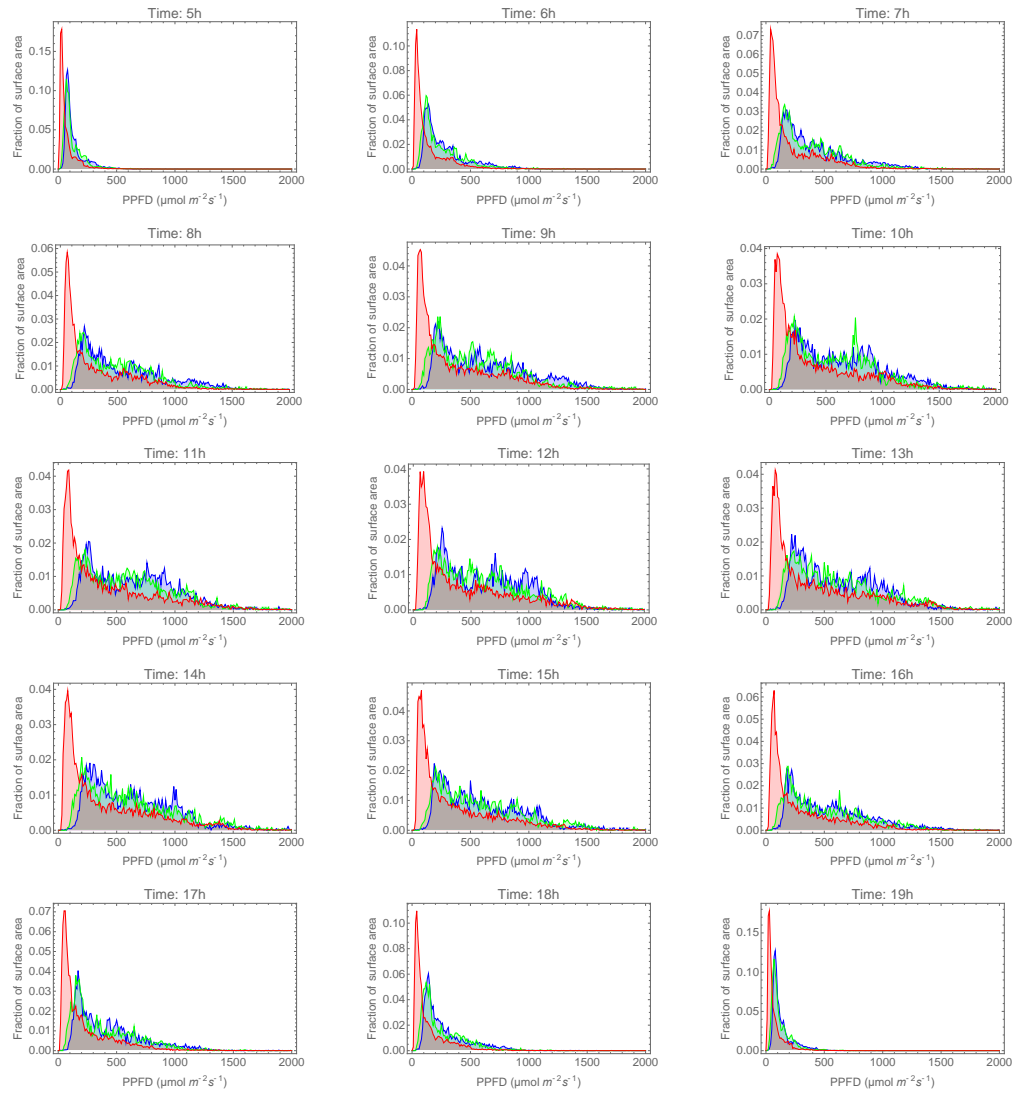 Time: 5h
Fraction of surface area
0.15
0.10
0.05
0.00
0 500 1000 1500 2000
PPFD (μmol m⁻²s⁻¹)
Time: 6h
Fraction of surface area
0.10
0.08
0.06
0.04
0.02
0.00
0 500 1000 1500 2000
PPFD (μmol m⁻²s⁻¹)
Time: 7h
Fraction of surface area
0.07
0.06
0.05
0.04
0.03
0.02
0.01
0.00
0 500 1000 1500 2000
PPFD (μmol m⁻²s⁻¹)
Time: 8h
Fraction of surface area
0.06
0.05
0.04
0.03
0.02
0.01
0.00
0 500 1000 1500 2000
PPFD (μmol m⁻²s⁻¹)
Time: 9h
Fraction of surface area
0.04
0.03
0.02
0.01
0.00
0 500 1000 1500 2000
PPFD (μmol m⁻²s⁻¹)
Time: 10h
Fraction of surface area
0.04
0.03
0.02
0.01
0.00
0 500 1000 1500 2000
PPFD (μmol m⁻²s⁻¹)
Time: 11h
Fraction of surface area
0.04
0.03
0.02
0.01
0.00
0 500 1000 1500 2000
PPFD (μmol m⁻²s⁻¹)
Time: 12h
Fraction of surface area
0.04
0.03
0.02
0.01
0.00
0 500 1000 1500 2000
PPFD (μmol m⁻²s⁻¹)
Time: 13h
Fraction of surface area
0.04
0.03
0.02
0.01
0.00
0 500 1000 1500 2000
PPFD (μmol m⁻²s⁻¹)
Time: 14h
Fraction of surface area
0.04
0.03
0.02
0.01
0.00
0 500 1000 1500 2000
PPFD (μmol m⁻²s⁻¹)
Time: 15h
Fraction of surface area
0.04
0.03
0.02
0.01
0.00
0 500 1000 1500 2000
PPFD (μmol m⁻²s⁻¹)
Time: 16h
Fraction of surface area
0.06
0.05
0.04
0.03
0.02
0.01
0.00
0 500 1000 1500 2000
PPFD (μmol m⁻²s⁻¹)
Time: 17h
Fraction of surface area
0.07
0.06
0.05
0.04
0.03
0.02
0.01
0.00
0 500 1000 1500 2000
PPFD (μmol m⁻²s⁻¹)
Time: 18h
Fraction of surface area
0.10
0.08
0.06
0.04
0.02
0.00
0 500 1000 1500 2000
PPFD (μmol m⁻²s⁻¹)
Time: 19h
Fraction of surface area
0.15
0.10
0.05
0.00
0 500 1000 1500 2000
PPFD (μmol m⁻²s⁻¹)